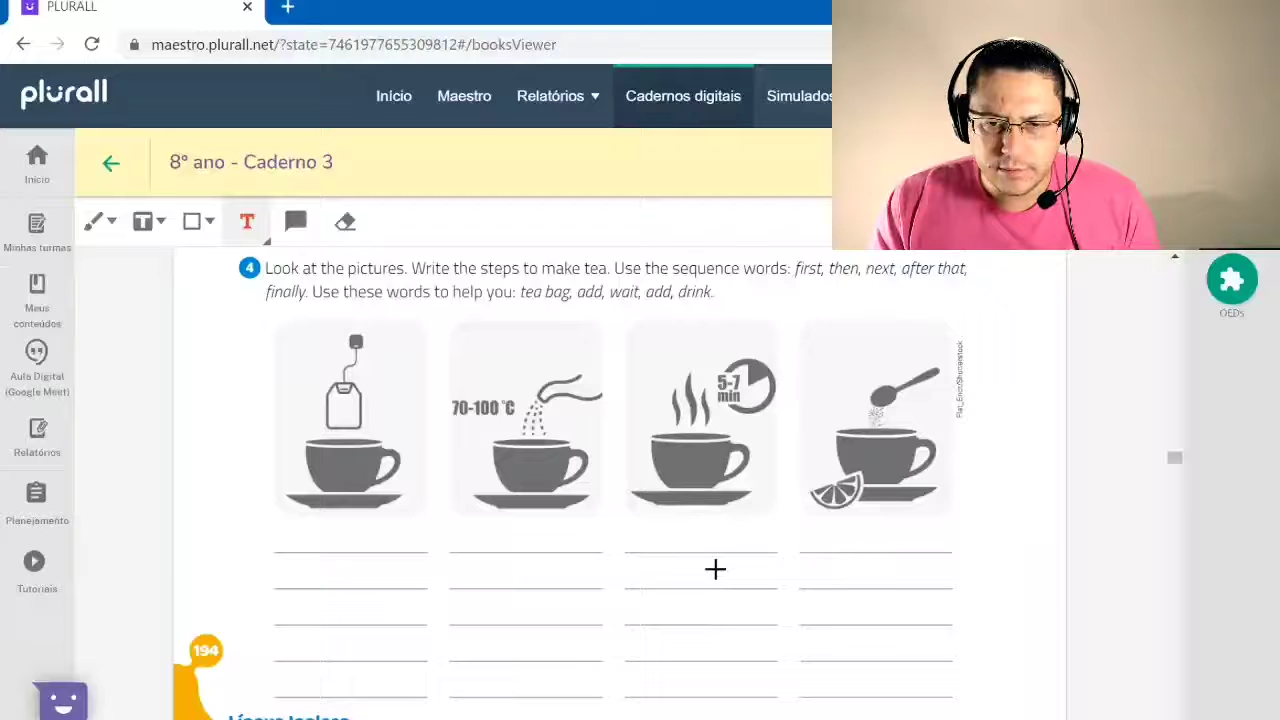 PLURALL
maestro.plurall.net/?state=7461977655309812#/booksViewer
plurall
Início
Maestro
Relatórios
Cadernos digitais
Simulados
8º ano - Caderno 3
Início
Minhas turmas
Meus conteúdos
Aula Digital (Google Meet)
Relatórios
Planejamento
Tutoriais
OEDs
T
T
4 Look at the pictures. Write the steps to make tea. Use the sequence words: first, then, next, after that,
finally. Use these words to help you: tea bag, add, wait, add, drink.
70-100 °C
5-7
min
194